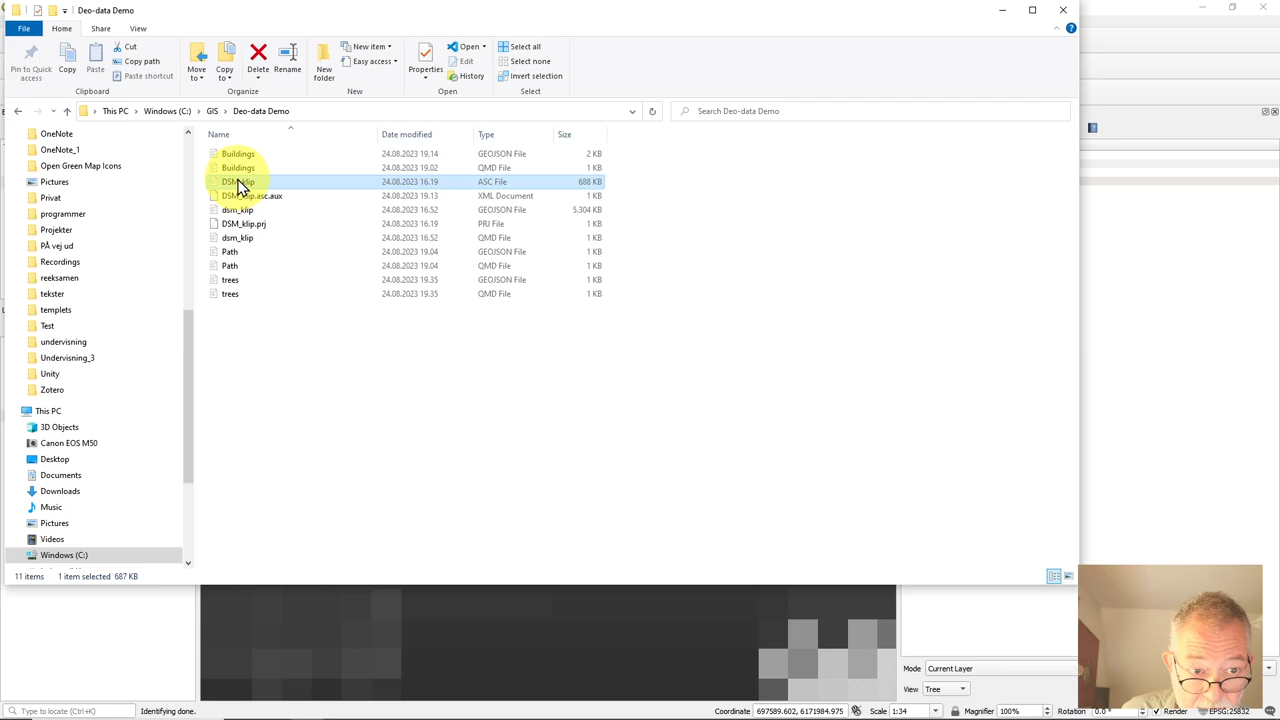 Deo-data Demo
File
Home
Share
View
Pin to Quick
access
Copy
Paste
Cut
Copy path
Paste shortcut
Move
to
Copy
to
Delete
Rename
New
folder
New item
Easy access
Properties
Open
Edit
History
Select all
Select none
Invert selection
Clipboard
Organize
New
Open
Select
This PC
Windows (C:)
GIS
Deo-data Demo
Search Deo-data Demo
OneNote
OneNote_1
Open Green Map Icons
Pictures
Privat
programmer
Projekter
PÅ vej ud
Recordings
reeksamen
tekster
templets
Test
undervisning
Undervisning_3
Unity
Zotero
This PC
3D Objects
Canon EOS M50
Desktop
Documents
Downloads
Music
Pictures
Videos
Windows (C:)
Name Date modified Type Size
Buildings 24.08.2023 19.14 GEOJSON File 2 KB
Buildings 24.08.2023 19.02 QMD File 1 KB
DSM_klip 24.08.2023 16.19 ASC File 688 KB
DSM_klip.asc.aux 24.08.2023 19.13 XML Document 1 KB
dsm_klip 24.08.2023 16.52 GEOJSON File 5.304 KB
DSM_klip.prj 24.08.2023 16.19 PRJ File 1 KB
dsm_klip 24.08.2023 16.52 QMD File 1 KB
Path 24.08.2023 19.04 GEOJSON File 1 KB
Path 24.08.2023 19.04 QMD File 1 KB
trees 24.08.2023 19.35 GEOJSON File 1 KB
trees 24.08.2023 19.35 QMD File 1 KB
11 items 1 item selected 687 KB
Mode Current Layer
View Tree
Type to locate (Ctrl+K) Identifying done. Coordinate 697589.602, 6171984.975 Scale 1:34 Magnifier 100% Rotation 0.0 ° Render EPSG:25832